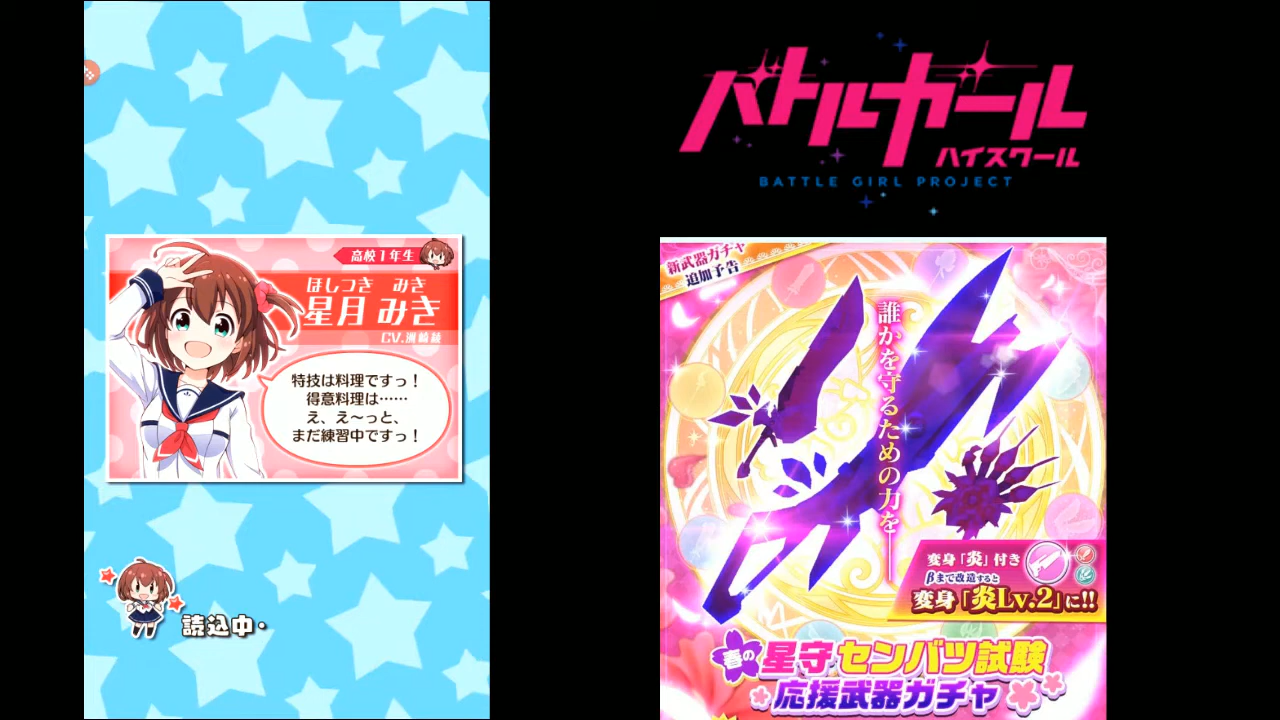 高校1年生
ほしつき みき
星月 みき
CV.洲崎綾
特技は料理ですっ！
得意料理は……
え、え〜っと、
まだ練習中ですっ！
読込中・
バトルガール
ハイスクール
BATTLE GIRL PROJECT
新武器ガチャ
追加予告
誰かを守るための力を――
変身「炎」付き
βまで改造すると
変身「炎Lv.2」に!!
春の 星守センバツ試験
応援武器ガチャ